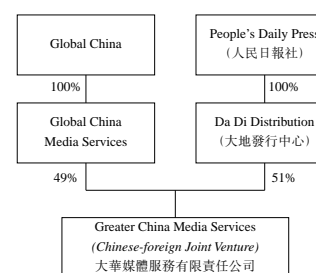 Global China
People's Daily Press
(人民日報社)
100%
100%
Global China
Media Services
Da Di Distribution
(大地發行中心)
49%
51%
Greater China Media Services
(Chinese-foreign Joint Venture)
大華媒體服務有限責任公司